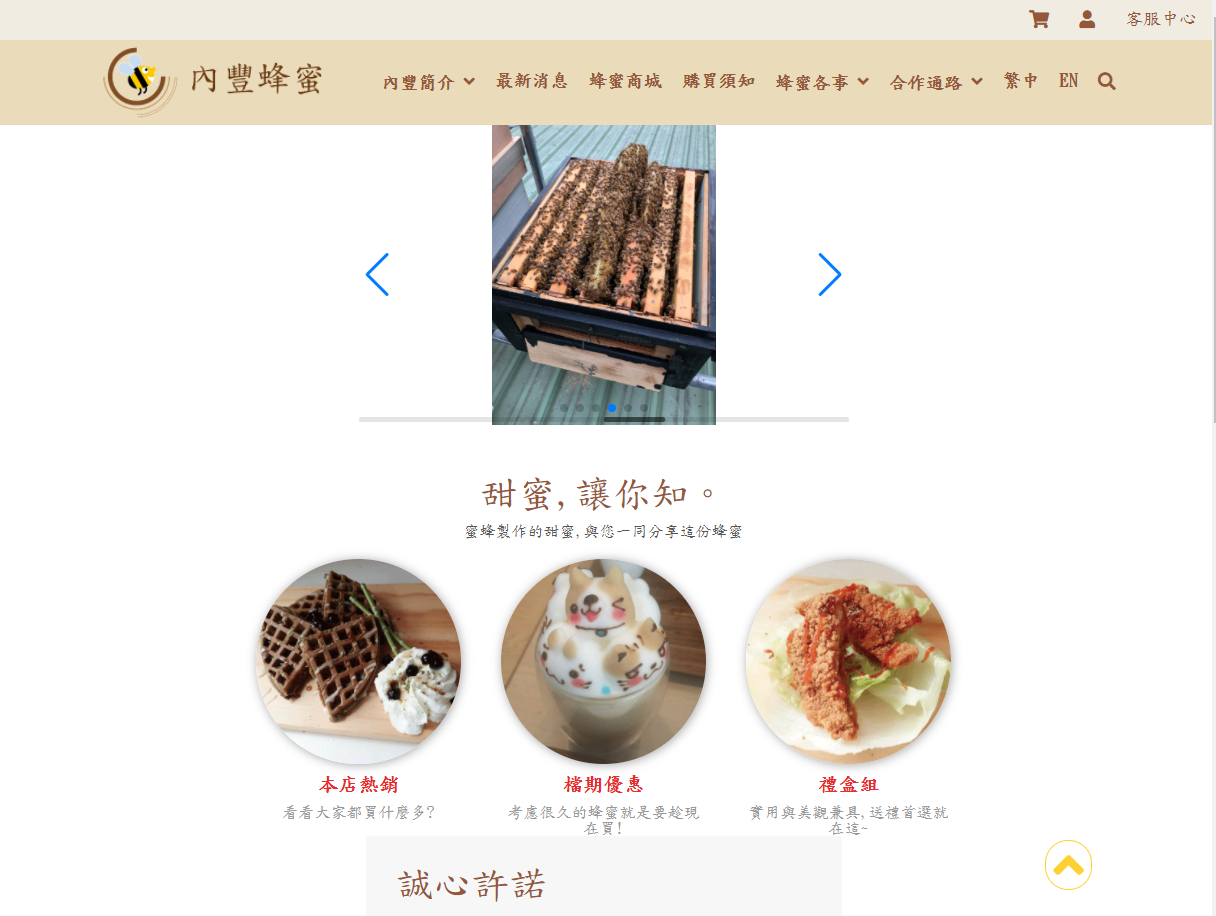 客服中心
內豐蜂蜜
內豐簡介 最新消息 蜂蜜商城 購買須知 蜂蜜各事 合作通路 繁中 EN
甜蜜,讓你知。
蜜蜂製作的甜蜜,與您一同分享這份蜂蜜
本店熱銷
看看大家都買什麼多?
檔期優惠
考慮很久的蜂蜜就是要趁現
在買!
禮盒組
實用與美觀兼具,送禮首選就
在這~
誠心許諾